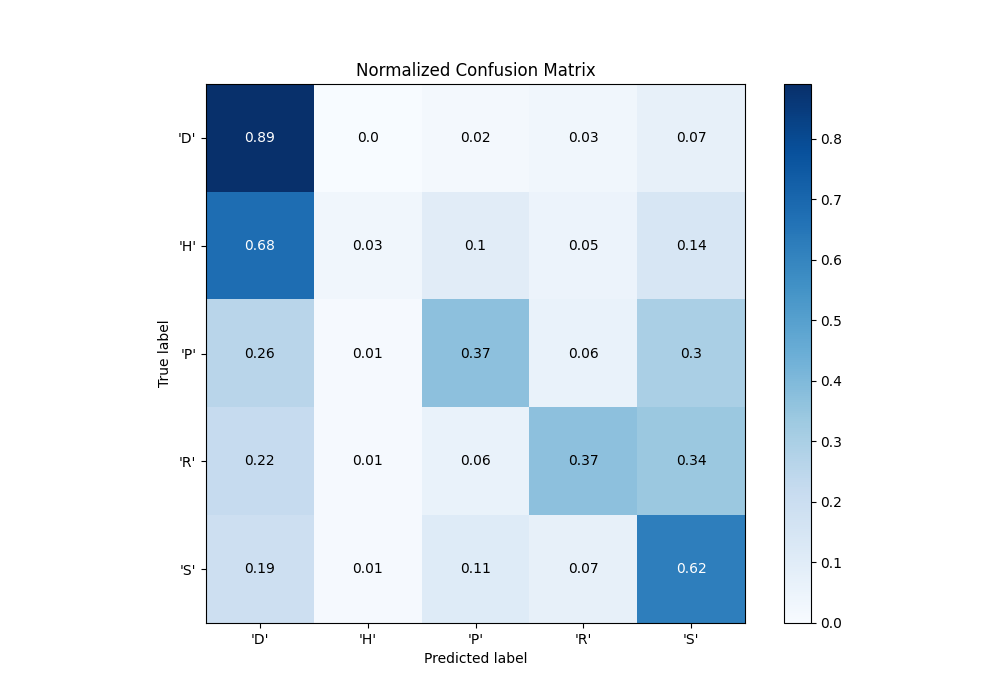 Normalized Confusion Matrix
True label
'D' 0.89 0.0 0.02 0.03 0.07
'H' 0.68 0.03 0.1 0.05 0.14
'P' 0.26 0.01 0.37 0.06 0.3
'R' 0.22 0.01 0.06 0.37 0.34
'S' 0.19 0.01 0.11 0.07 0.62
'D' 'H' 'P' 'R' 'S'
Predicted label
0.8
0.7
0.6
0.5
0.4
0.3
0.2
0.1
0.0